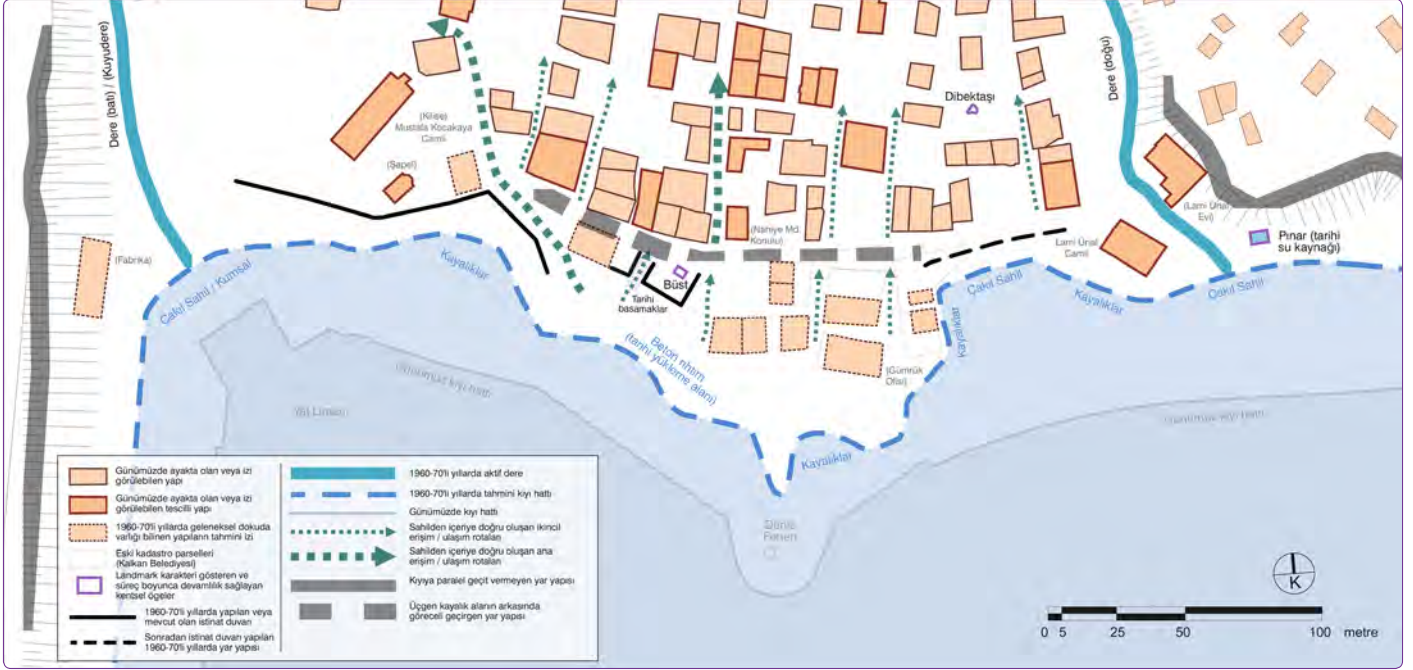 Dere (batı) / (Kuyudere)
(Kilise)
Mustafa Kocakaya
Camii
(Şapel)
(Fabrika)
Çakıl Sahil / Kumsal
Kayalıklar
Dibektaşı
Dere (doğu)
(Lami Ünal
Evi)
Pınar (tarihi
su kaynağı)
Lami Ünal
Camii
(Nahiye Md.
Konutu)
Büst
Tarihi
basamaklar
Beton rıhtım
(tarihi yükleme alanı)
(Gümrük
Ofisi)
Kayalıklar
Çakıl Sahil
Kayalıklar
Çakıl Sahil
Kayalıklar
Günümüz kıyı hattı
Yat Limanı
Günümüz kıyı hattı
Deniz
Feneri
Günümüzde ayakta olan veya izi
görülebilen yapı
Günümüzde ayakta olan veya izi
görülebilen tescilli yapı
1960-70'li yıllarda geleneksel dokuda
varlığı bilinen yapıların tahmini izi
Eski kadastro parselleri
(Kalkan Belediyesi)
Landmark karakteri gösteren ve
süreç boyunca devamlılık sağlayan
kentsel ögeler
1960-70'li yıllarda yapılan veya
mevcut olan istinat duvarı
Sonradan istinat duvarı yapılan
1960-70'li yıllarda yar yapısı
1960-70'li yıllarda aktif dere
1960-70'li yıllarda tahmini kıyı hattı
Günümüzde kıyı hattı
Sahilden içeriye doğru oluşan ikincil
erişim / ulaşım rotaları
Sahilden içeriye doğru oluşan ana
erişim / ulaşım rotaları
Kıyıya paralel geçit vermeyen yar yapısı
Üçgen kayalık alanın arkasında
göreceli geçirgen yar yapısı
K
0 5 25 50 100 metre